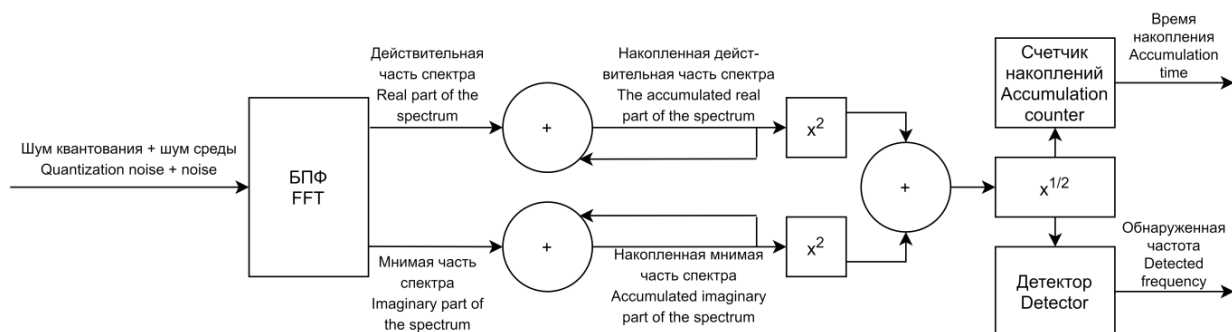 Шум квантования + шум среды
Quantization noise + noise
БПФ
FFT
Действительная
часть спектра
Real part of the
spectrum
+
Накопленная дейст-
вительная часть спектра
The accumulated real
part of the spectrum
x²
Мнимая часть
спектра
Imaginary part of
the spectrum
+
Накопленная мнимая
часть спектра
Accumulated imaginary
part of the spectrum
x²
+
x^1/2
Счетчик
накоплений
Accumulation
counter
Время
накопления
Accumulation
time
Детектор
Detector
Обнаруженная
частота
Detected
frequency